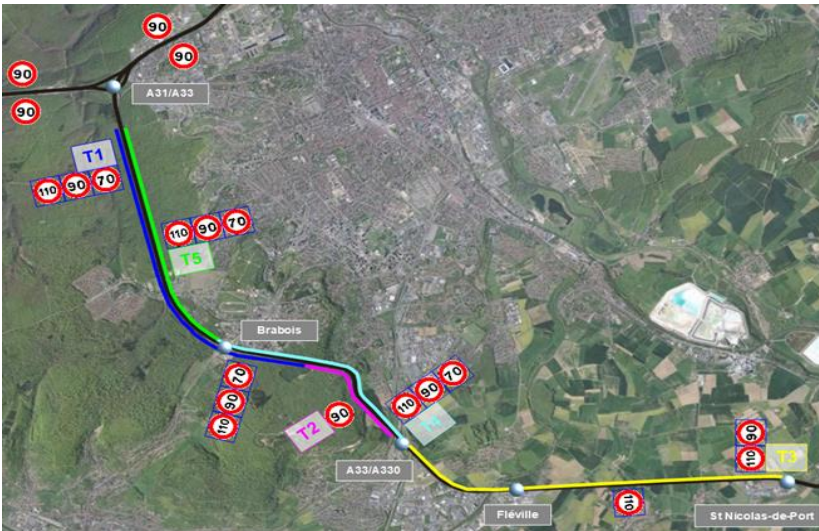 90
90
90
90
A31/A33
T1
110 90 70
110 90 70
T5
Brabois
70
90
110
T2 90
110 90 70
T4
A33/A330
90
110
T3
110
Fléville
St Nicolas-de-Port